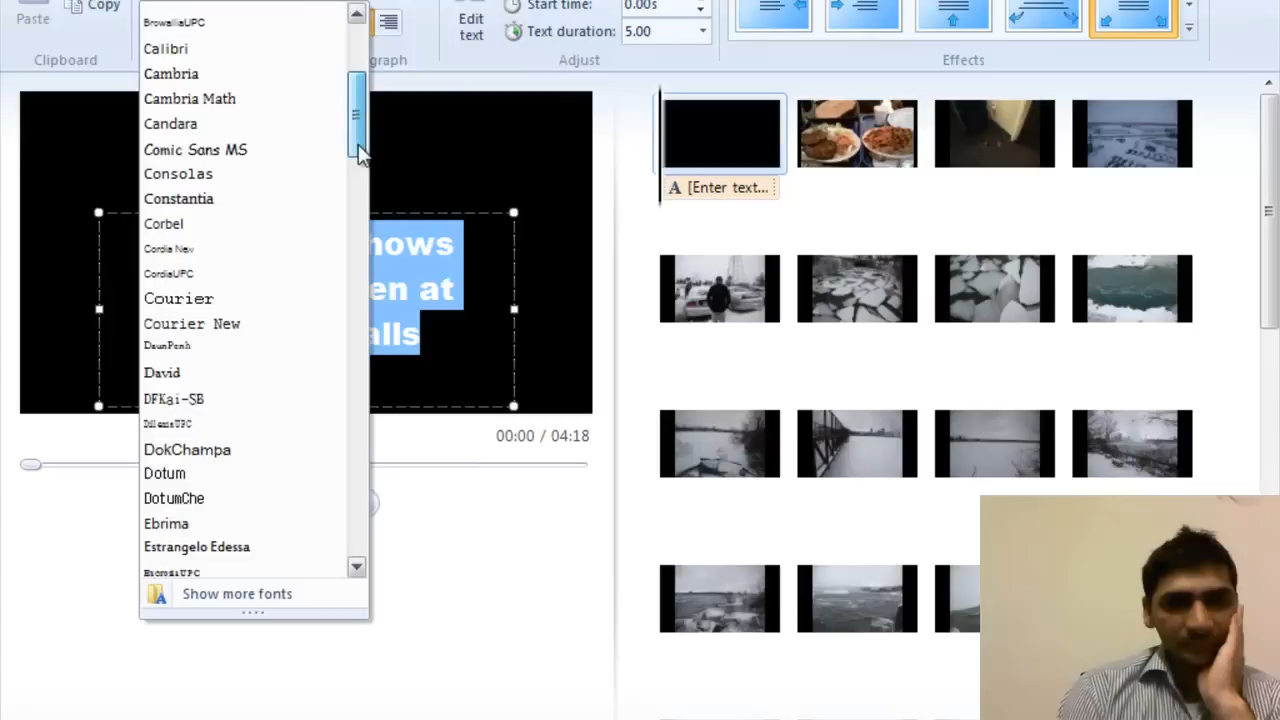 Paste
Copy
Clipboard
BrowalliaUPC
Calibri
Cambria
Cambria Math
Candara
Comic Sans MS
Consolas
Constantia
Corbel
Cordia New
CordiaUPC
Courier
Courier New
DaunPenh
David
DFKai-SB
DilleniaUPC
DokChampa
Dotum
DotumChe
Ebrima
Estrangelo Edessa
EucrosiaUPC
Show more fonts
graph
Edit
text
Start time:
0.00s
Text duration:
5.00
Adjust
Effects
hows
en at
alls
00:00 / 04:18
A [Enter text...